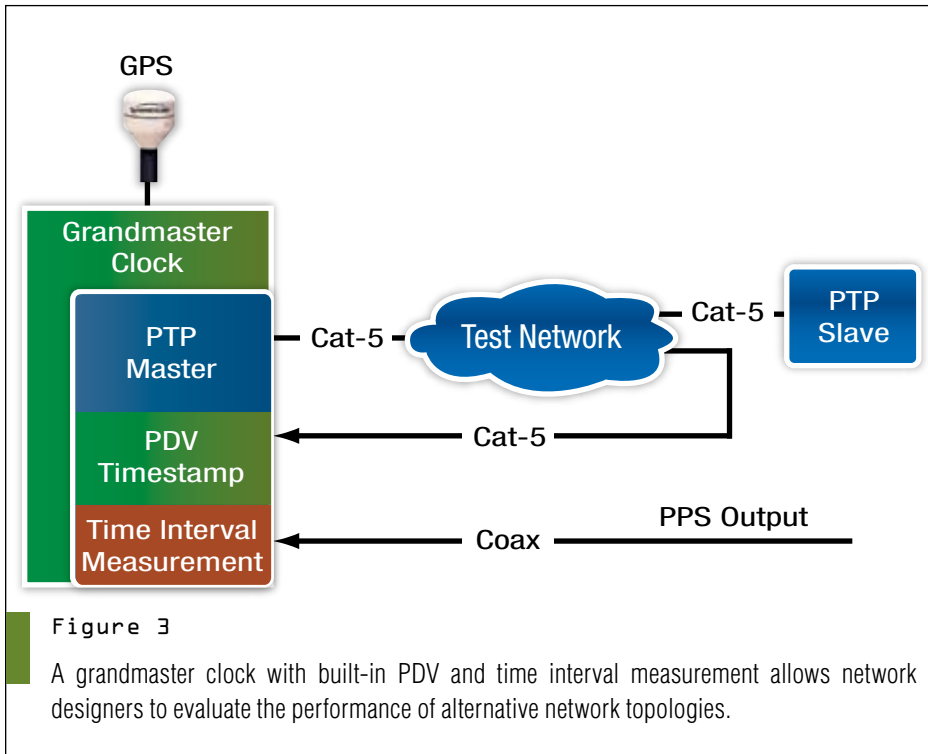 GPS
Grandmaster
Clock
PTP
Master
Cat-5
Test Network
Cat-5
PTP
Slave
PDV
Timestamp
Cat-5
Time Interval
Measurement
Coax
PPS Output
Figure 3
A grandmaster clock with built-in PDV and time interval measurement allows network
designers to evaluate the performance of alternative network topologies.